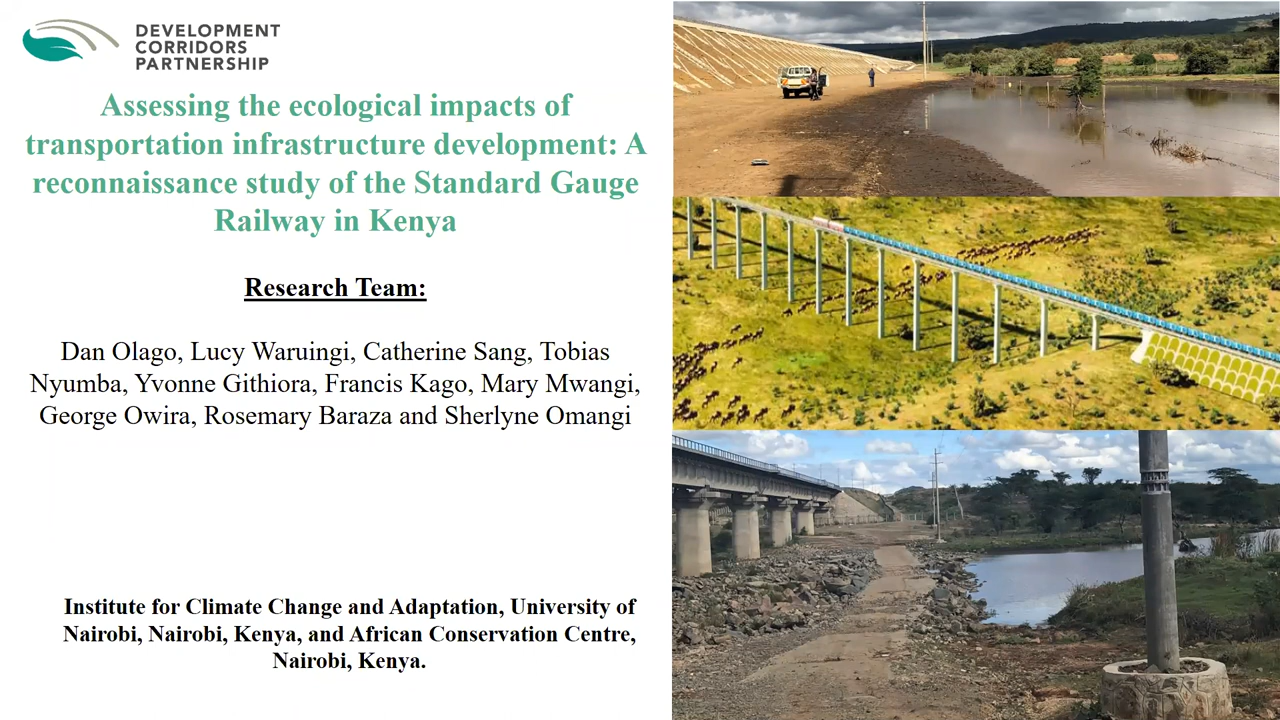 DEVELOPMENT
CORRIDORS
PARTNERSHIP
Assessing the ecological impacts of
transportation infrastructure development: A
reconnaissance study of the Standard Gauge
Railway in Kenya
Research Team:
Dan Olago, Lucy Waruingi, Catherine Sang, Tobias
Nyumba, Yvonne Githiora, Francis Kago, Mary Mwangi,
George Owira, Rosemary Baraza and Sherlyne Omangi
Institute for Climate Change and Adaptation, University of
Nairobi, Nairobi, Kenya, and African Conservation Centre,
Nairobi, Kenya.